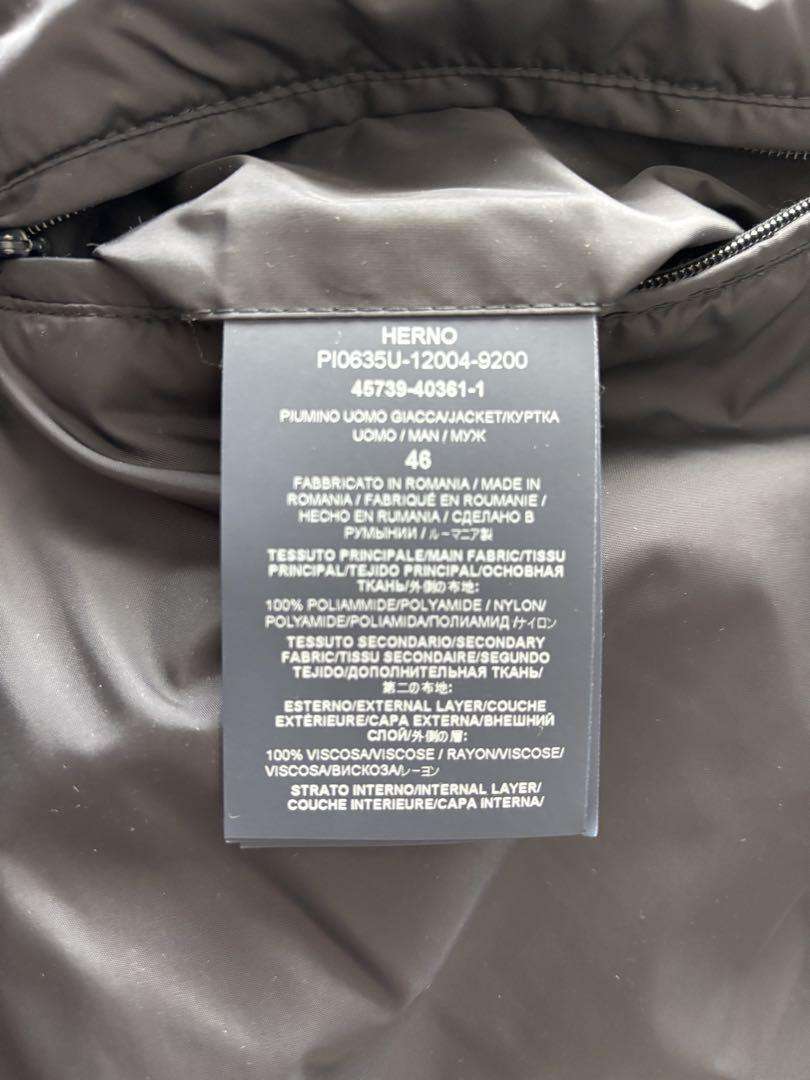 HERNO
PI0635U-12004-9200
45739-40361-1
PIUMINO UOMO GIACCA/JACKET/КУРТКА
UOMO / MAN / МУЖ
46
FABBRICATO IN ROMANIA / MADE IN
ROMANIA / FABRIQUÉ EN ROUMANIE /
HECHO EN RUMANIA / СДЕЛАНО В
РУМЫНИИ / ルーマニア製
TESSUTO PRINCIPALE/MAIN FABRIC/TISSU
PRINCIPAL/TEJIDO PRINCIPAL/ОСНОВНАЯ
ТКАНЬ/外側の布地:
100% POLIAMMIDE/POLYAMIDE / NYLON/
POLYAMIDE/POLIAMIDA/ПОЛИАМИД/ナイロン
TESSUTO SECONDARIO/SECONDARY
FABRIC/TISSU SECONDAIRE/SEGUNDO
TEJIDO/ДОПОЛНИТЕЛЬНАЯ ТКАНЬ/
第二の布地:
ESTERNO/EXTERNAL LAYER/COUCHE
EXTÉRIEURE/CAPA EXTERNA/ВНЕШНИЙ
СЛОЙ/外側の層:
100% VISCOSA/VISCOSE / RAYON/VISCOSE/
VISCOSA/ВИСКОЗА/レーヨン
STRATO INTERNO/INTERNAL LAYER/
COUCHE INTERIEURE/CAPA INTERNA/